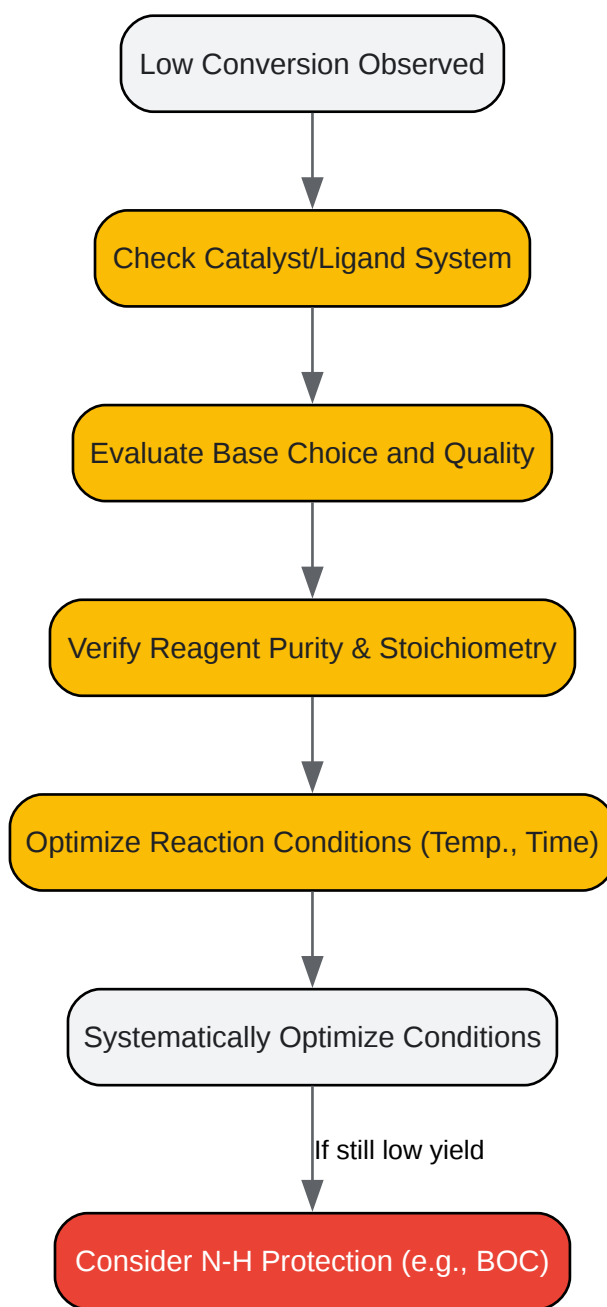 Low Conversion Observed
Check Catalyst/Ligand System
Evaluate Base Choice and Quality
Verify Reagent Purity & Stoichiometry
Optimize Reaction Conditions (Temp., Time)
Systematically Optimize Conditions
If still low yield
Consider N-H Protection (e.g., BOC)